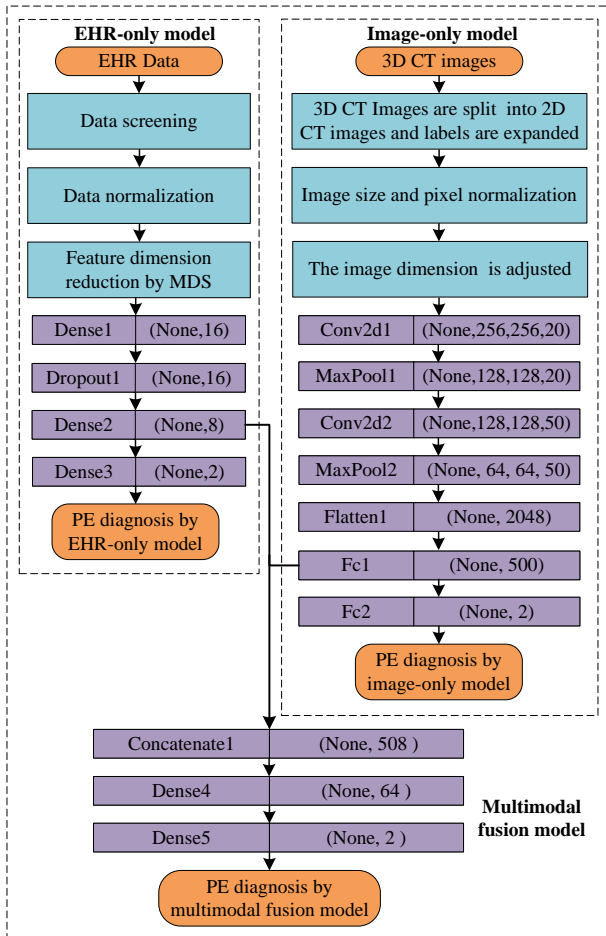 EHR-only model
EHR Data
Data screening
Data normalization
Feature dimension
reduction by MDS
Dense1 (None,16)
Dropout1 (None,16)
Dense2 (None,8)
Dense3 (None,2)
PE diagnosis by
EHR-only model
Image-only model
3D CT images
3D CT Images are split into 2D
CT images and labels are expanded
Image size and pixel normalization
The image dimension is adjusted
Conv2d1 (None,256,256,20)
MaxPool1 (None,128,128,20)
Conv2d2 (None,128,128,50)
MaxPool2 (None, 64, 64, 50)
Flatten1 (None, 2048)
Fc1 (None, 500)
Fc2 (None, 2)
PE diagnosis by
image-only model
Concatenate1 (None, 508)
Dense4 (None, 64 )
Dense5 (None, 2 )
Multimodal
fusion model
PE diagnosis by
multimodal fusion model